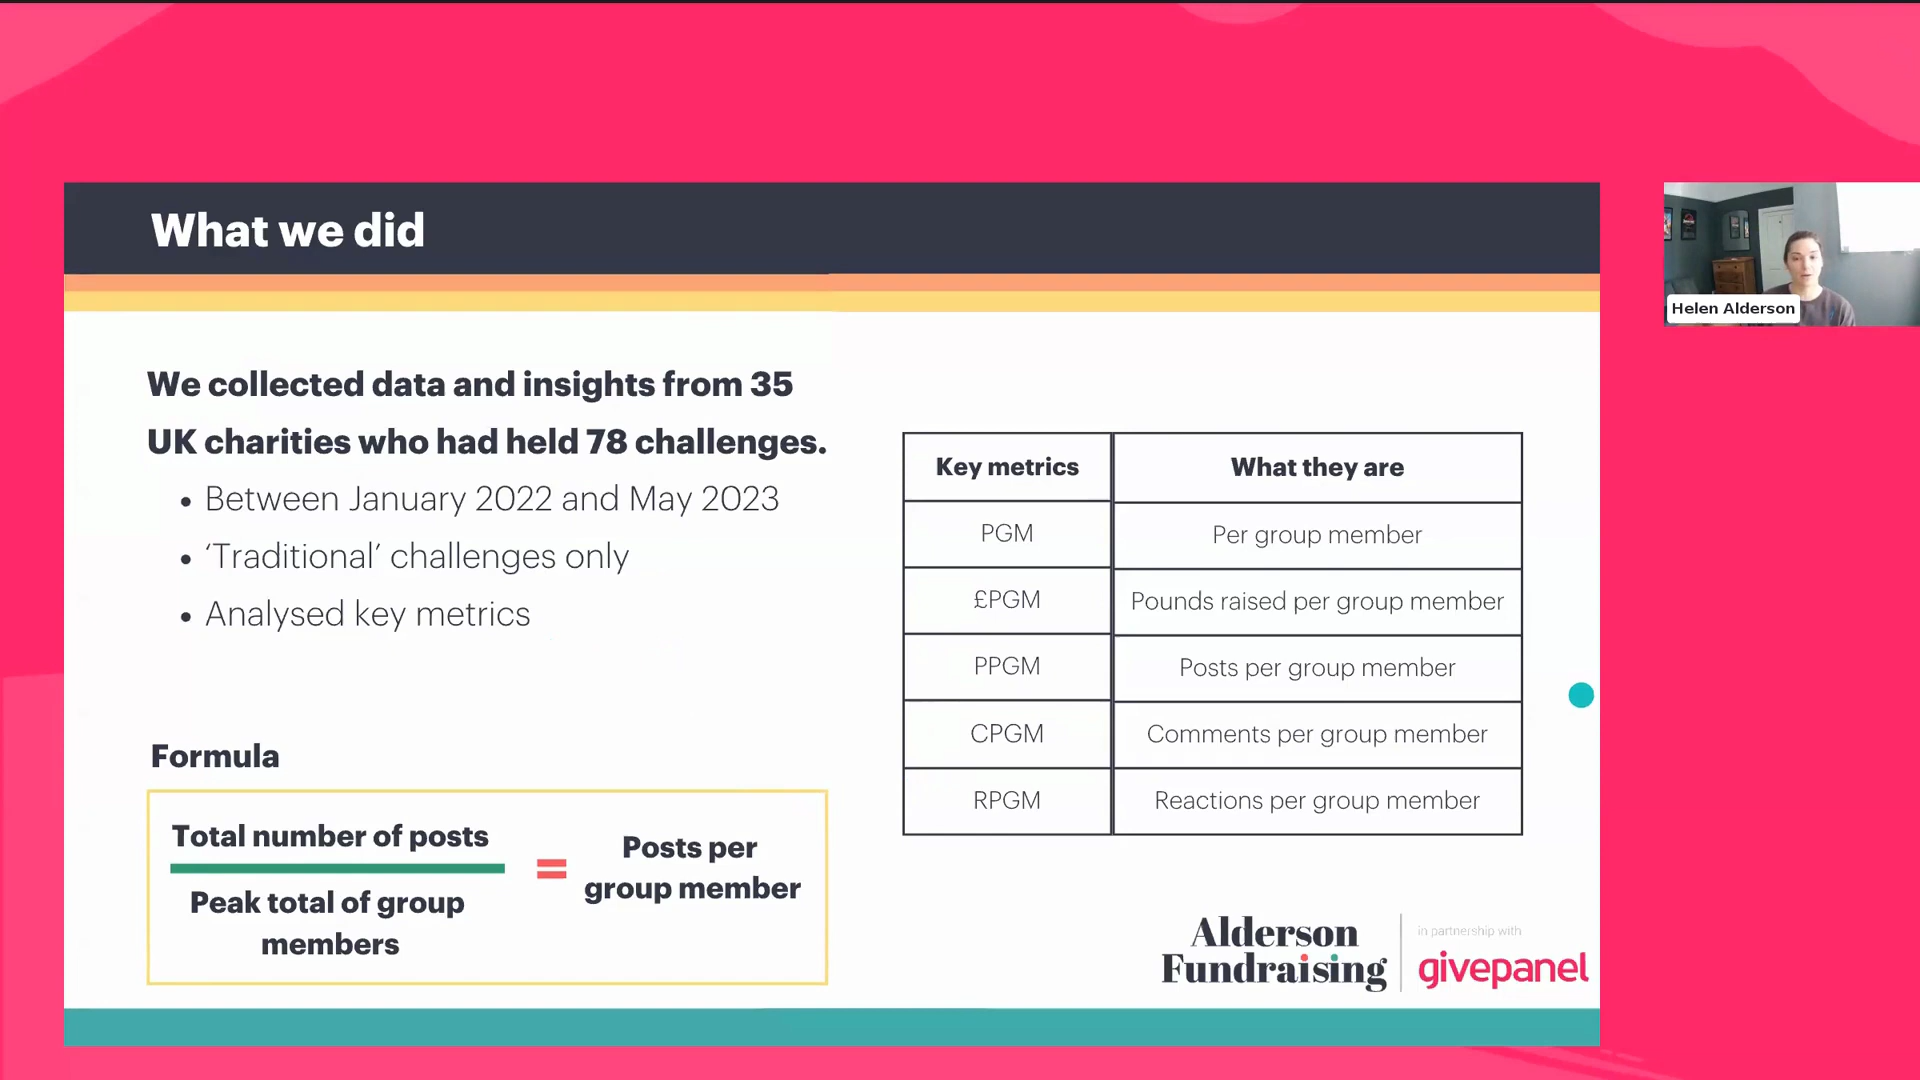 What we did
We collected data and insights from 35
UK charities who had held 78 challenges.
• Between January 2022 and May 2023
• ‘Traditional’ challenges only
• Analysed key metrics
Formula
Total number of posts
Peak total of group
members
=
Posts per
group member
Key metrics What they are
PGM Per group member
£PGM Pounds raised per group member
PPGM Posts per group member
CPGM Comments per group member
RPGM Reactions per group member
Alderson
Fundraising
in partnership with
givepanel
Helen Alderson